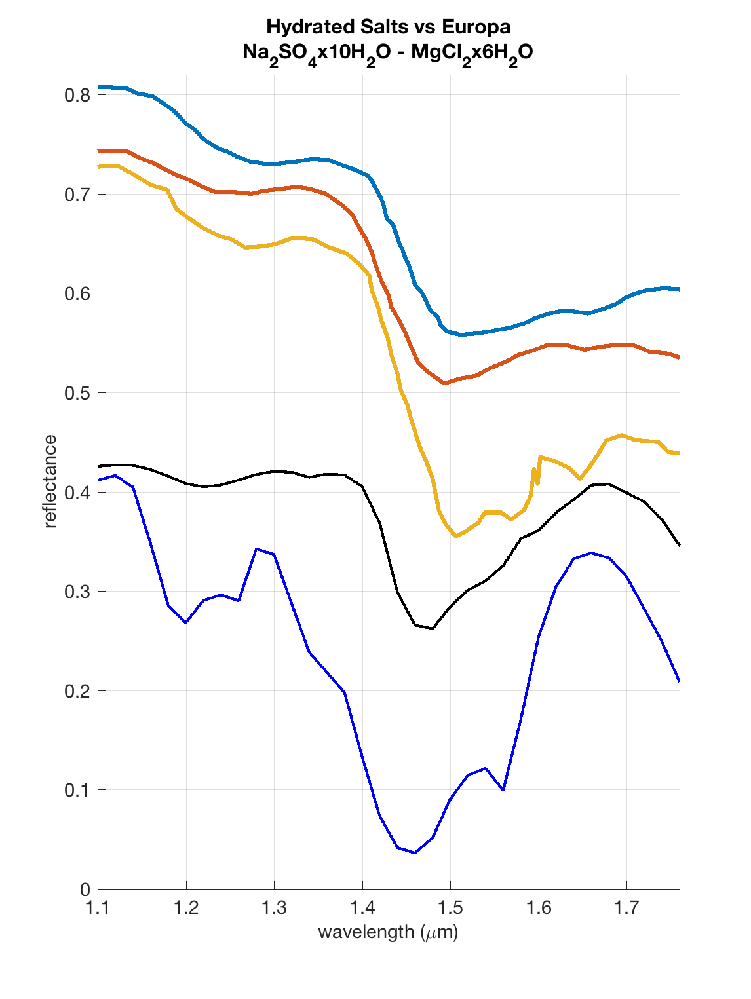 Hydrated Salts vs Europa
Na₂SO₄x10H₂O - MgCl₂x6H₂O
0.8
0.7
0.6
0.5
0.4
0.3
0.2
0.1
0
reflectance
1.1 1.2 1.3 1.4 1.5 1.6 1.7
wavelength (μm)